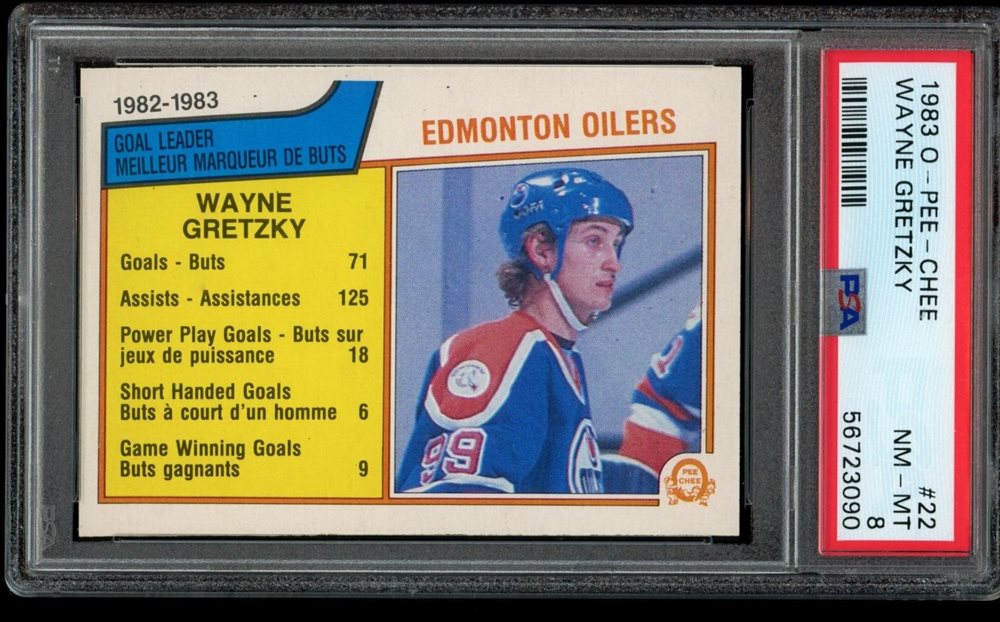 1982-1983
GOAL LEADER
MEILLEUR MARQUEUR DE BUTS
EDMONTON OILERS
WAYNE
GRETZKY
Goals - Buts 71
Assists - Assistances 125
Power Play Goals - Buts sur
jeux de puissance 18
Short Handed Goals
Buts à court d'un homme 6
Game Winning Goals
Buts gagnants 9
99
PEE
CHEE
1983 O - PEE - CHEE #22
WAYNE GRETZKY NM - MT
8
PSA
56723090